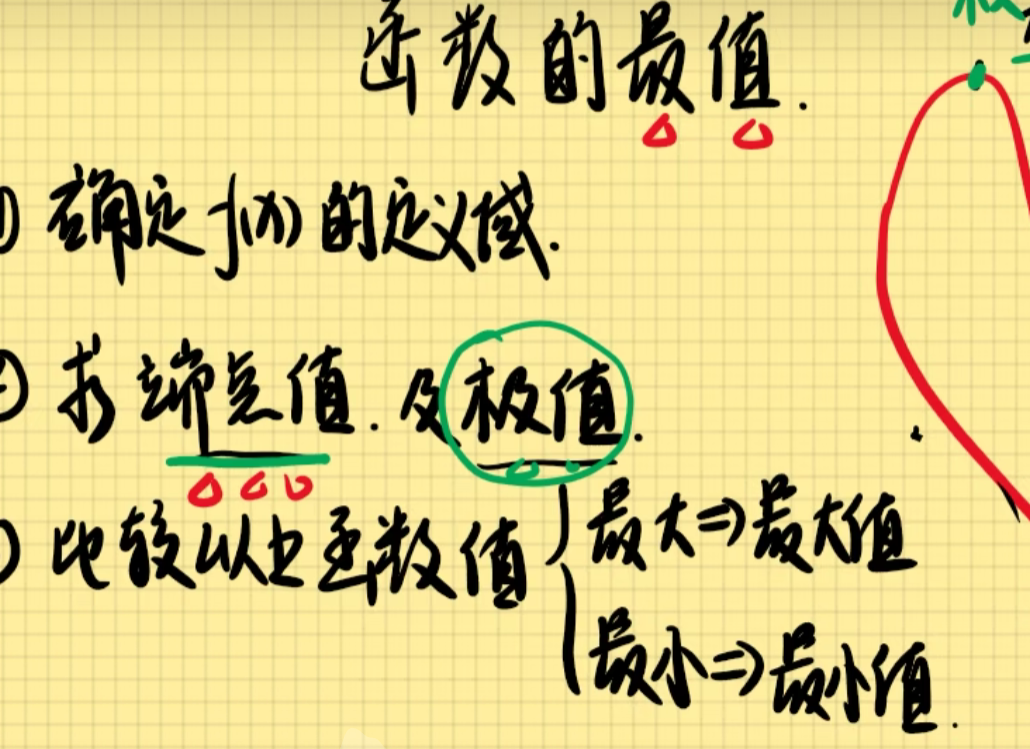 函数的最值.
① 确定f(x)的定义域.
② 求端点值.及极值.
比较以上函数值
最大⇒最大值
最小⇒最小值.